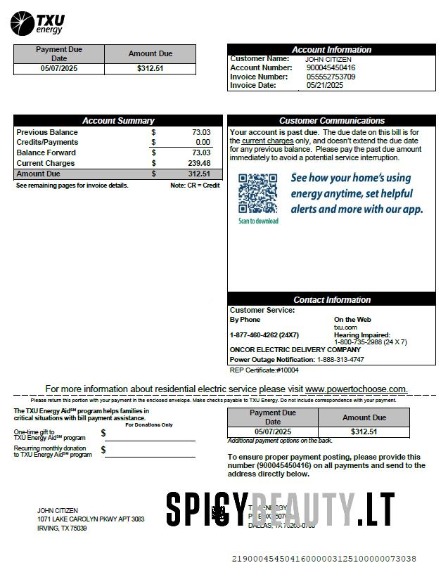 TXU
energy
Payment Due
Date
Amount Due
05/07/2025
$312.51
Account Information
Customer Name: JOHN CITIZEN
Account Number: 900045450416
Invoice Number: 055552753709
Invoice Date: 05/21/2025
Account Summary
Previous Balance $ 73.03
Credits/Payments $ 0.00
Balance Forward $ 73.03
Current Charges $ 239.48
Amount Due $ 312.51
See remaining pages for invoice details. Note: CR = Credit
Customer Communications
Your account is past due. The due date on this bill is for
the current charges only, and doesn't extend the due date
for any previous balance. Please pay the past due amount
immediately to avoid a potential service interruption.
See how your home's using
energy anytime, set helpful
alerts and more with our app.
Scan to download
Contact Information
Customer Service:
By Phone
On the Web
txu.com
1-877-460-4262 (24X7)
Hearing Impaired:
1-800-735-2988 (24 X 7)
ONCOR ELECTRIC DELIVERY COMPANY
Power Outage Notification: 1-888-313-4747
REP Certificate:#10004
For more information about residential electric service please visit www.powertochoose.com.
Please return this portion with your payment in the enclosed envelope. Make checks payable to TXU Energy. Do not include correspondence with your payment.
The TXU Energy Aid℠ program helps families in
critical situations with bill payment assistance.
For Donations Only
One-time gift to
TXU Energy Aid℠ program $
Recurring monthly donation
to TXU Energy Aid℠ program $
Payment Due
Date
Amount Due
05/07/2025
$312.51
Additional payment options on the back.
To ensure proper payment posting, please provide this
number (900045450416) on all payments and send to the
address directly below.
JOHN CITIZEN
1071 LAKE CAROLYN PKWY APT 3083
IRVING, TX 75039
SPICYBEAUTY.LT
219000454504160000031251000000073038